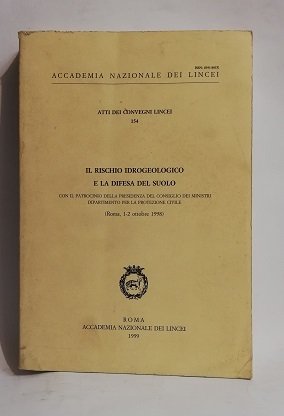 ISSN: 0391-805X
ACCADEMIA NAZIONALE DEI LINCEI
ATTI DEI CONVEGNI LINCEI
154
IL RISCHIO IDROGEOLOGICO
E LA DIFESA DEL SUOLO
CON IL PATROCINIO DELLA PRESIDENZA DEL CONSIGLIO DEI MINISTRI
DIPARTIMENTO PER LA PROTEZIONE CIVILE
(Roma, 1-2 ottobre 1998)
ROMA
ACCADEMIA NAZIONALE DEI LINCEI
1999